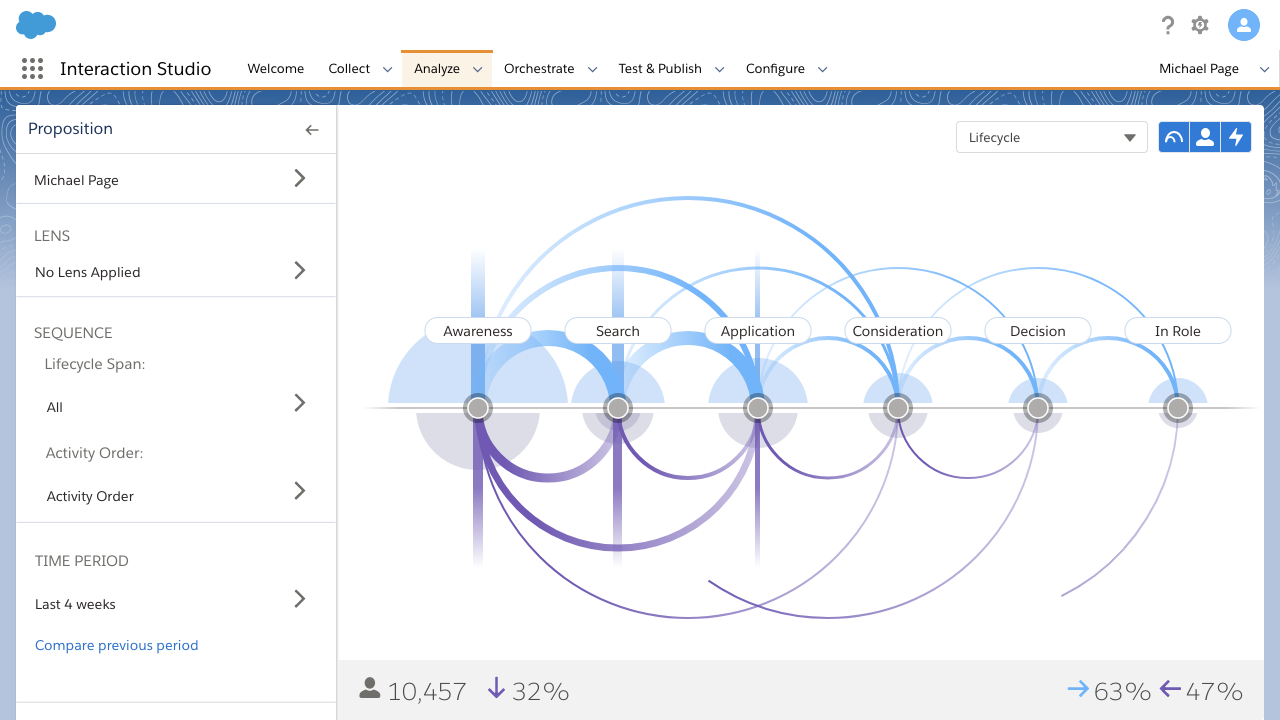 Interaction Studio
Welcome
Collect
Analyze
Orchestrate
Test & Publish
Configure
Michael Page
Proposition
Michael Page
LENS
No Lens Applied
SEQUENCE
Lifecycle Span:
All
Activity Order:
Activity Order
TIME PERIOD
Last 4 weeks
Compare previous period
Lifecycle
Awareness
Search
Application
Consideration
Decision
In Role
10,457
32%
63%
47%